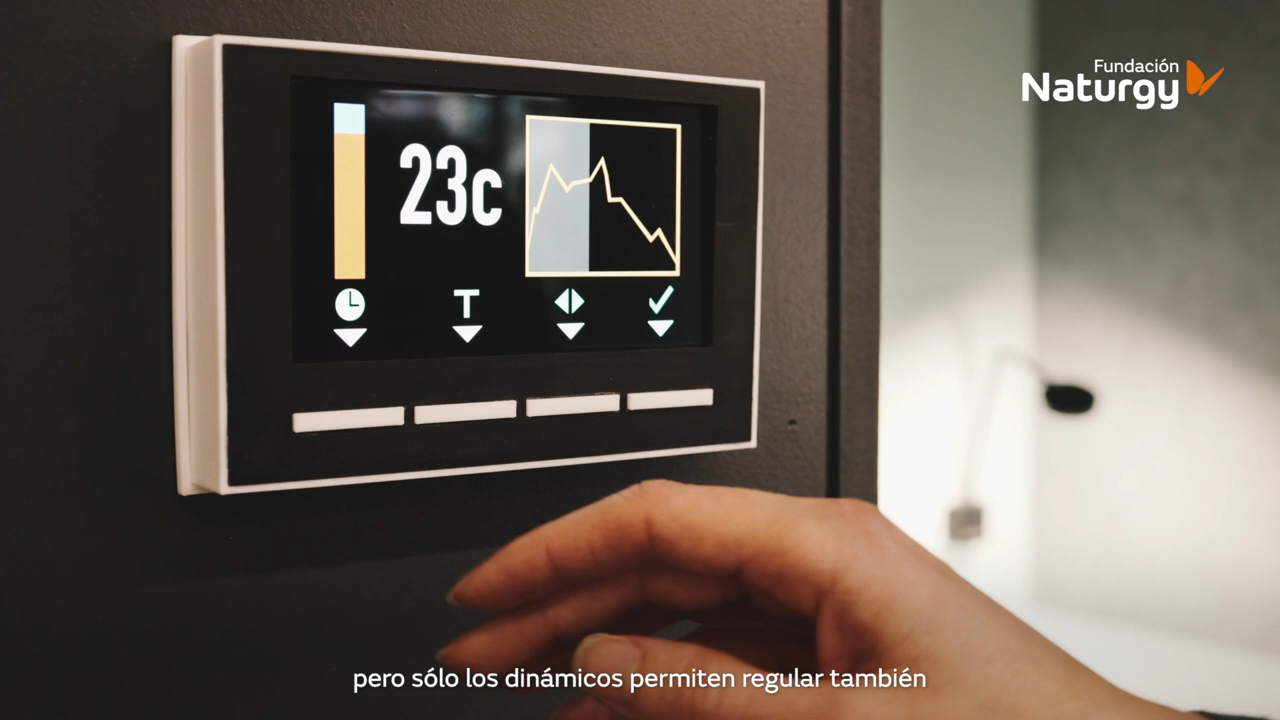 Fundación
Naturgy
23c
T
pero sólo los dinámicos permiten regular también